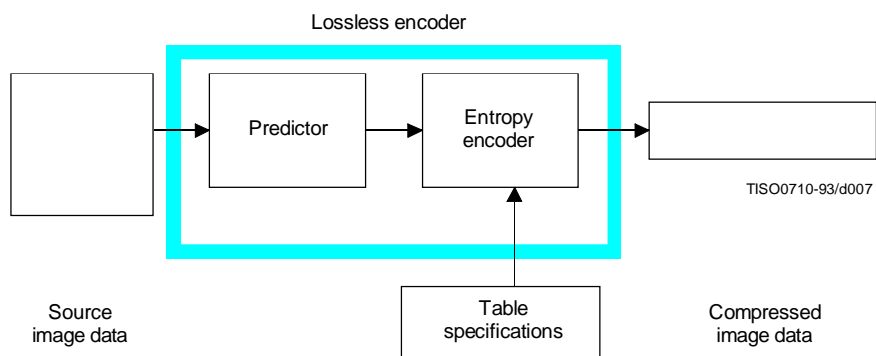 Lossless encoder
Predictor
Entropy
encoder
TISO0710-93/d007
Source
image data
Table
specifications
Compressed
image data